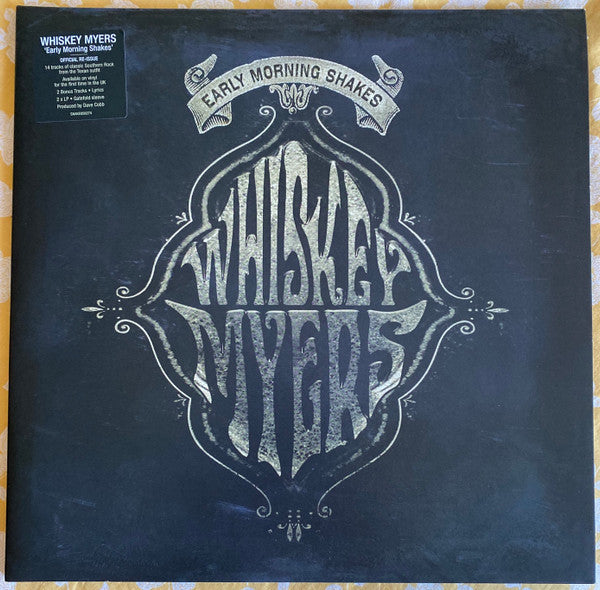 WHISKEY MYERS
'Early Morning Shakes'
OFFICIAL RE-ISSUE
14 tracks of classic Southern Rock
from the Texan outfit
Available on vinyl
for the first time in the UK
2 Bonus Tracks • Lyrics
2 x LP • Gatefold sleeve
Produced by Dave Cobb
EARLY MORNING SHAKES
WHISKEY
MYERS